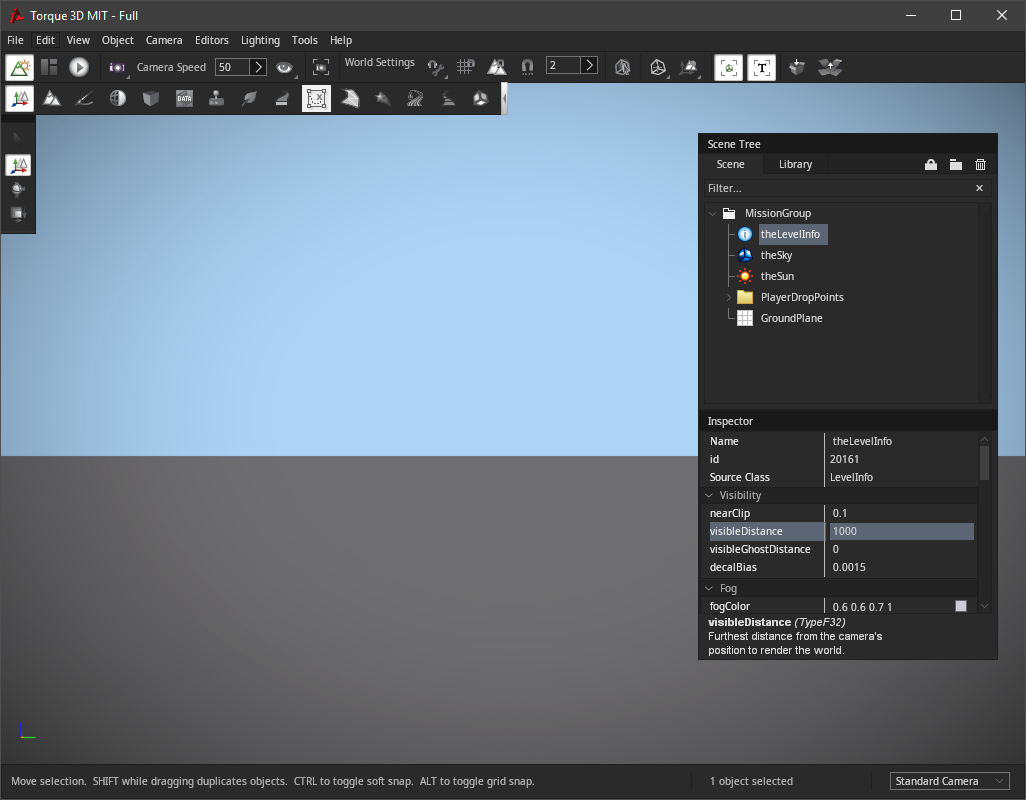 Torque 3D MIT - Full
File Edit View Object Camera Editors Lighting Tools Help
Camera Speed 50 World Settings 2 T
DATA
Scene Tree
Scene Library
Filter...
MissionGroup
theLevelInfo
theSky
theSun
PlayerDropPoints
GroundPlane
Inspector
Name theLevelInfo
id 20161
Source Class LevelInfo
Visibility
nearClip 0.1
visibleDistance 1000
visibleGhostDistance 0
decalBias 0.0015
Fog
fogColor 0.6 0.6 0.7 1
visibleDistance (TypeF32)
Furthest distance from the camera's
position to render the world.
Move selection. SHIFT while dragging duplicates objects. CTRL to toggle soft snap. ALT to toggle grid snap. 1 object selected Standard Camera